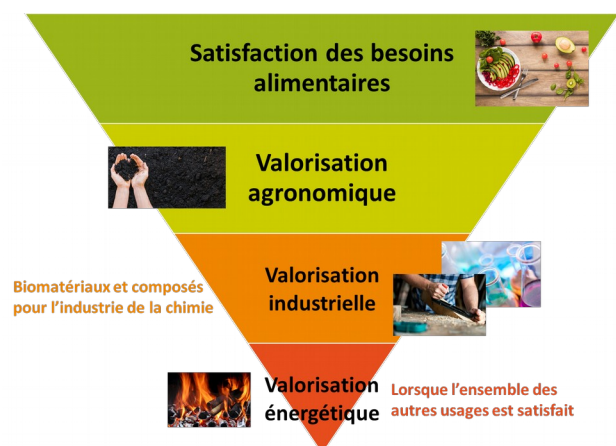 Satisfaction des besoins
alimentaires
Valorisation
agronomique
Biomatériaux et composés
pour l’industrie de la chimie
Valorisation
industrielle
Valorisation
énergétique
Lorsque l’ensemble des
autres usages est satisfait